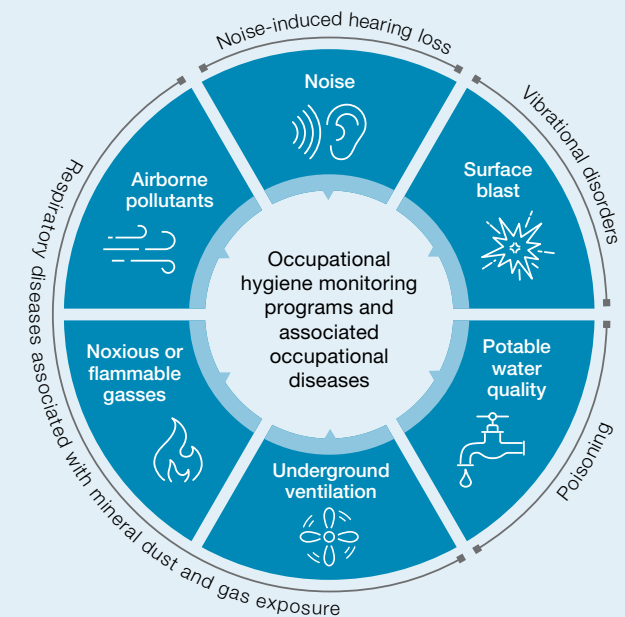 Noise-induced hearing loss
Noise
Vibrational disorders
Surface
blast
Airborne
pollutants
Respiratory diseases associated with mineral dust and gas exposure
Occupational
hygiene monitoring
programs and
associated
occupational
diseases
Noxious or
flammable
gasses
Potable
water
quality
Poisoning
Underground
ventilation